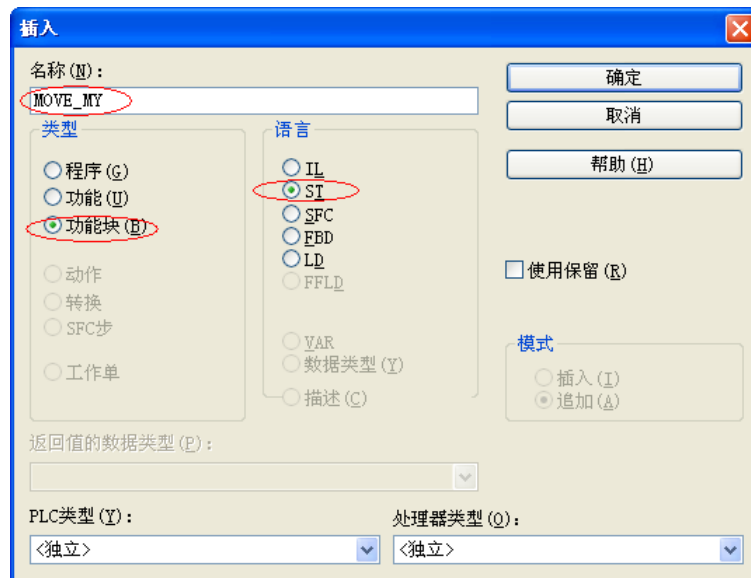 插入
名称(N):
MOVE_MY
确定
取消
帮助(H)
类型
程序(G)
功能(U)
功能块(B)
动作
转换
SFC步
工作单
语言
IL
ST
SFC
FBD
LD
FFLD
VAR
数据类型(Y)
描述(C)
使用保留(R)
模式
插入(I)
追加(A)
返回值的数据类型(P):
PLC类型(Y):
处理器类型(O):
<独立>
<独立>